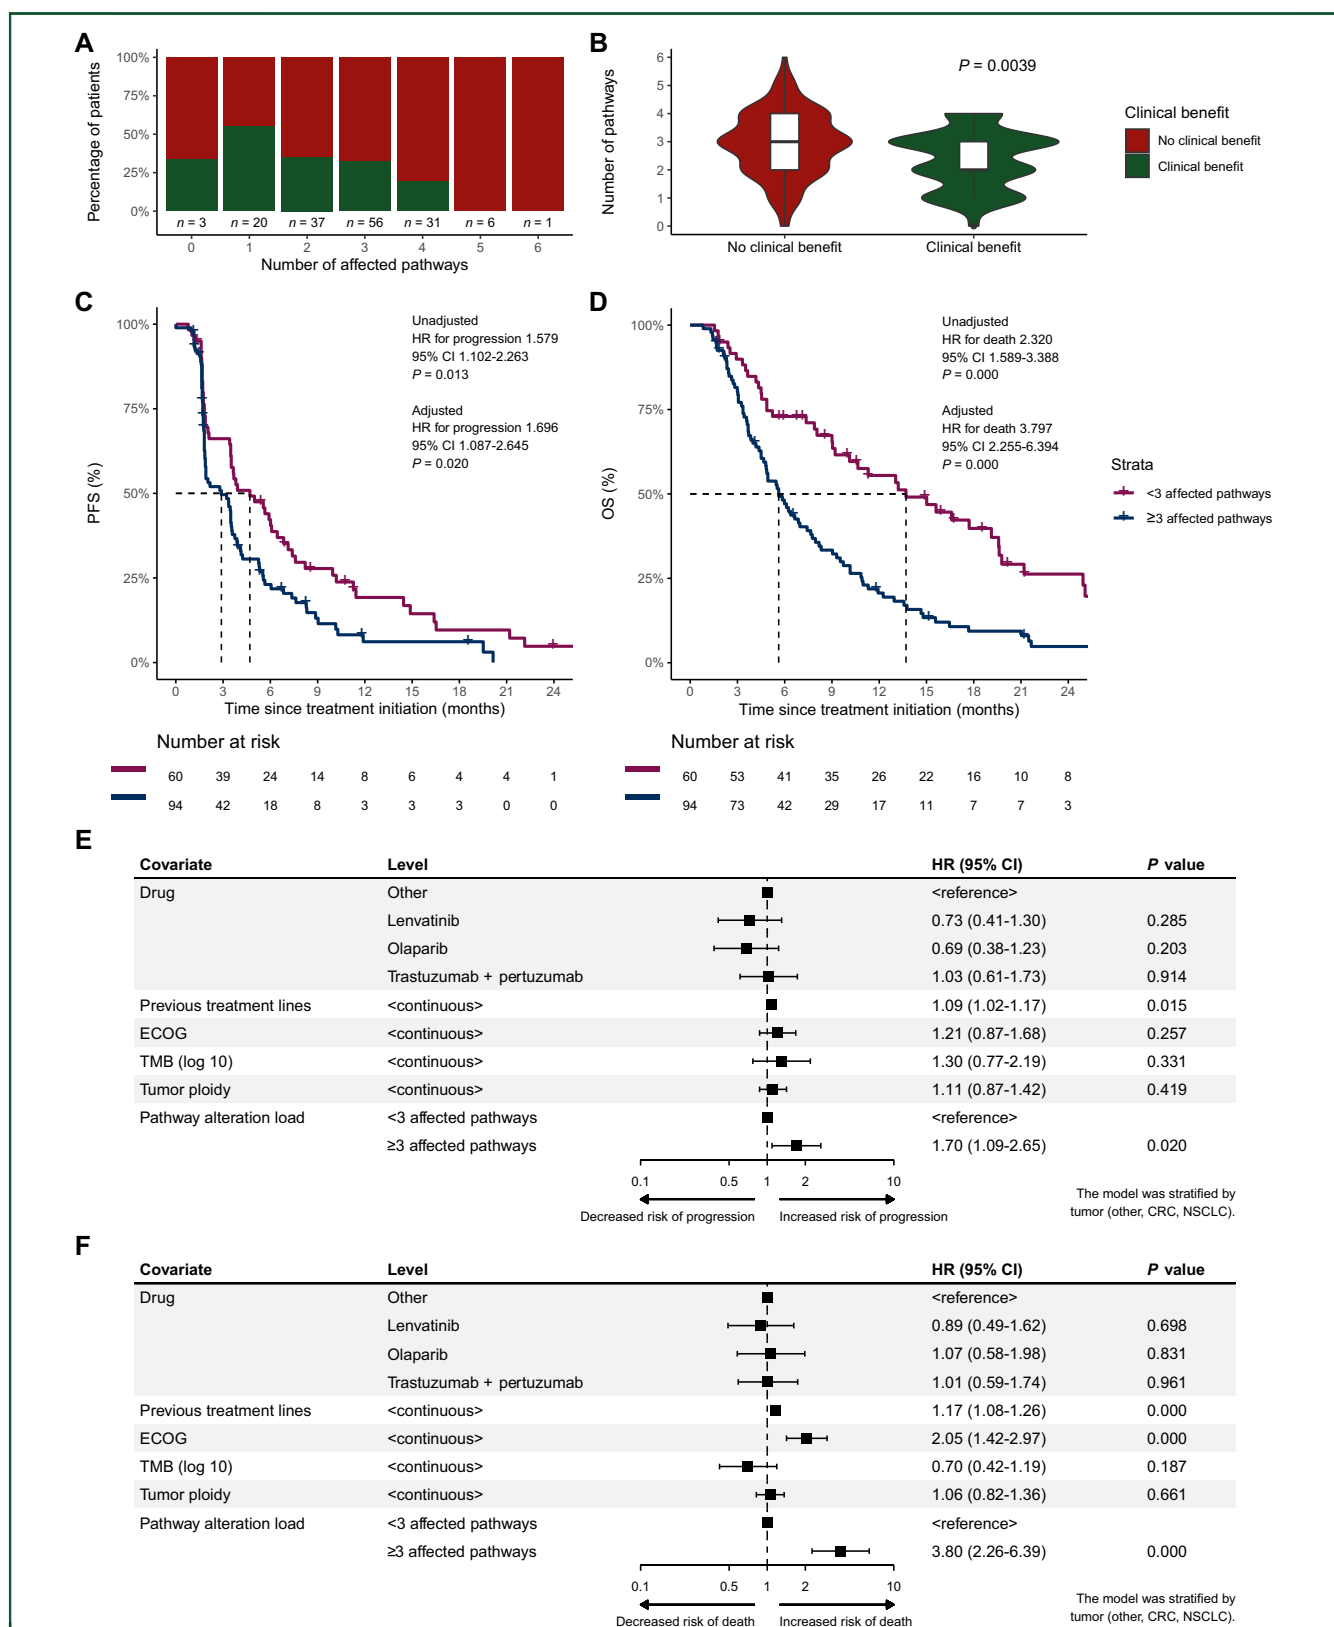 A
Percentage of patients
100%
75%
50%
25%
0%
n = 3 n = 20 n = 37 n = 56 n = 31 n = 6 n = 1
0 1 2 3 4 5 6
Number of affected pathways
B
Number of pathways
6
5
4
3
2
1
0
P = 0.0039
No clinical benefit Clinical benefit
Clinical benefit
No clinical benefit
Clinical benefit
C
PFS (%)
100%
75%
50%
25%
0%
Unadjusted
HR for progression 1.579
95% CI 1.102-2.263
P = 0.013
Adjusted
HR for progression 1.696
95% CI 1.087-2.645
P = 0.020
0 3 6 9 12 15 18 21 24
Time since treatment initiation (months)
Number at risk
60 39 24 14 8 6 4 4 1
94 42 18 8 3 3 3 0 0
D
OS (%)
100%
75%
50%
25%
0%
Unadjusted
HR for death 2.320
95% CI 1.589-3.388
P = 0.000
Adjusted
HR for death 3.797
95% CI 2.255-6.394
P = 0.000
0 3 6 9 12 15 18 21 24
Time since treatment initiation (months)
Strata
<3 affected pathways
≥3 affected pathways
Number at risk
60 53 41 35 26 22 16 10 8
94 73 42 29 17 11 7 7 3
E
Covariate Level HR (95% CI) P value
Drug Other <reference>
Lenvatinib 0.73 (0.41-1.30) 0.285
Olaparib 0.69 (0.38-1.23) 0.203
Trastuzumab + pertuzumab 1.03 (0.61-1.73) 0.914
Previous treatment lines <continuous> 1.09 (1.02-1.17) 0.015
ECOG <continuous> 1.21 (0.87-1.68) 0.257
TMB (log 10) <continuous> 1.30 (0.77-2.19) 0.331
Tumor ploidy <continuous> 1.11 (0.87-1.42) 0.419
Pathway alteration load <3 affected pathways <reference>
≥3 affected pathways 1.70 (1.09-2.65) 0.020
0.1 0.5 1 2 10
Decreased risk of progression Increased risk of progression
The model was stratified by
tumor (other, CRC, NSCLC).
F
Covariate Level HR (95% CI) P value
Drug Other <reference>
Lenvatinib 0.89 (0.49-1.62) 0.698
Olaparib 1.07 (0.58-1.98) 0.831
Trastuzumab + pertuzumab 1.01 (0.59-1.74) 0.961
Previous treatment lines <continuous> 1.17 (1.08-1.26) 0.000
ECOG <continuous> 2.05 (1.42-2.97) 0.000
TMB (log 10) <continuous> 0.70 (0.42-1.19) 0.187
Tumor ploidy <continuous> 1.06 (0.82-1.36) 0.661
Pathway alteration load <3 affected pathways <reference>
≥3 affected pathways 3.80 (2.26-6.39) 0.000
0.1 0.5 1 2 10
Decreased risk of death Increased risk of death
The model was stratified by
tumor (other, CRC, NSCLC).